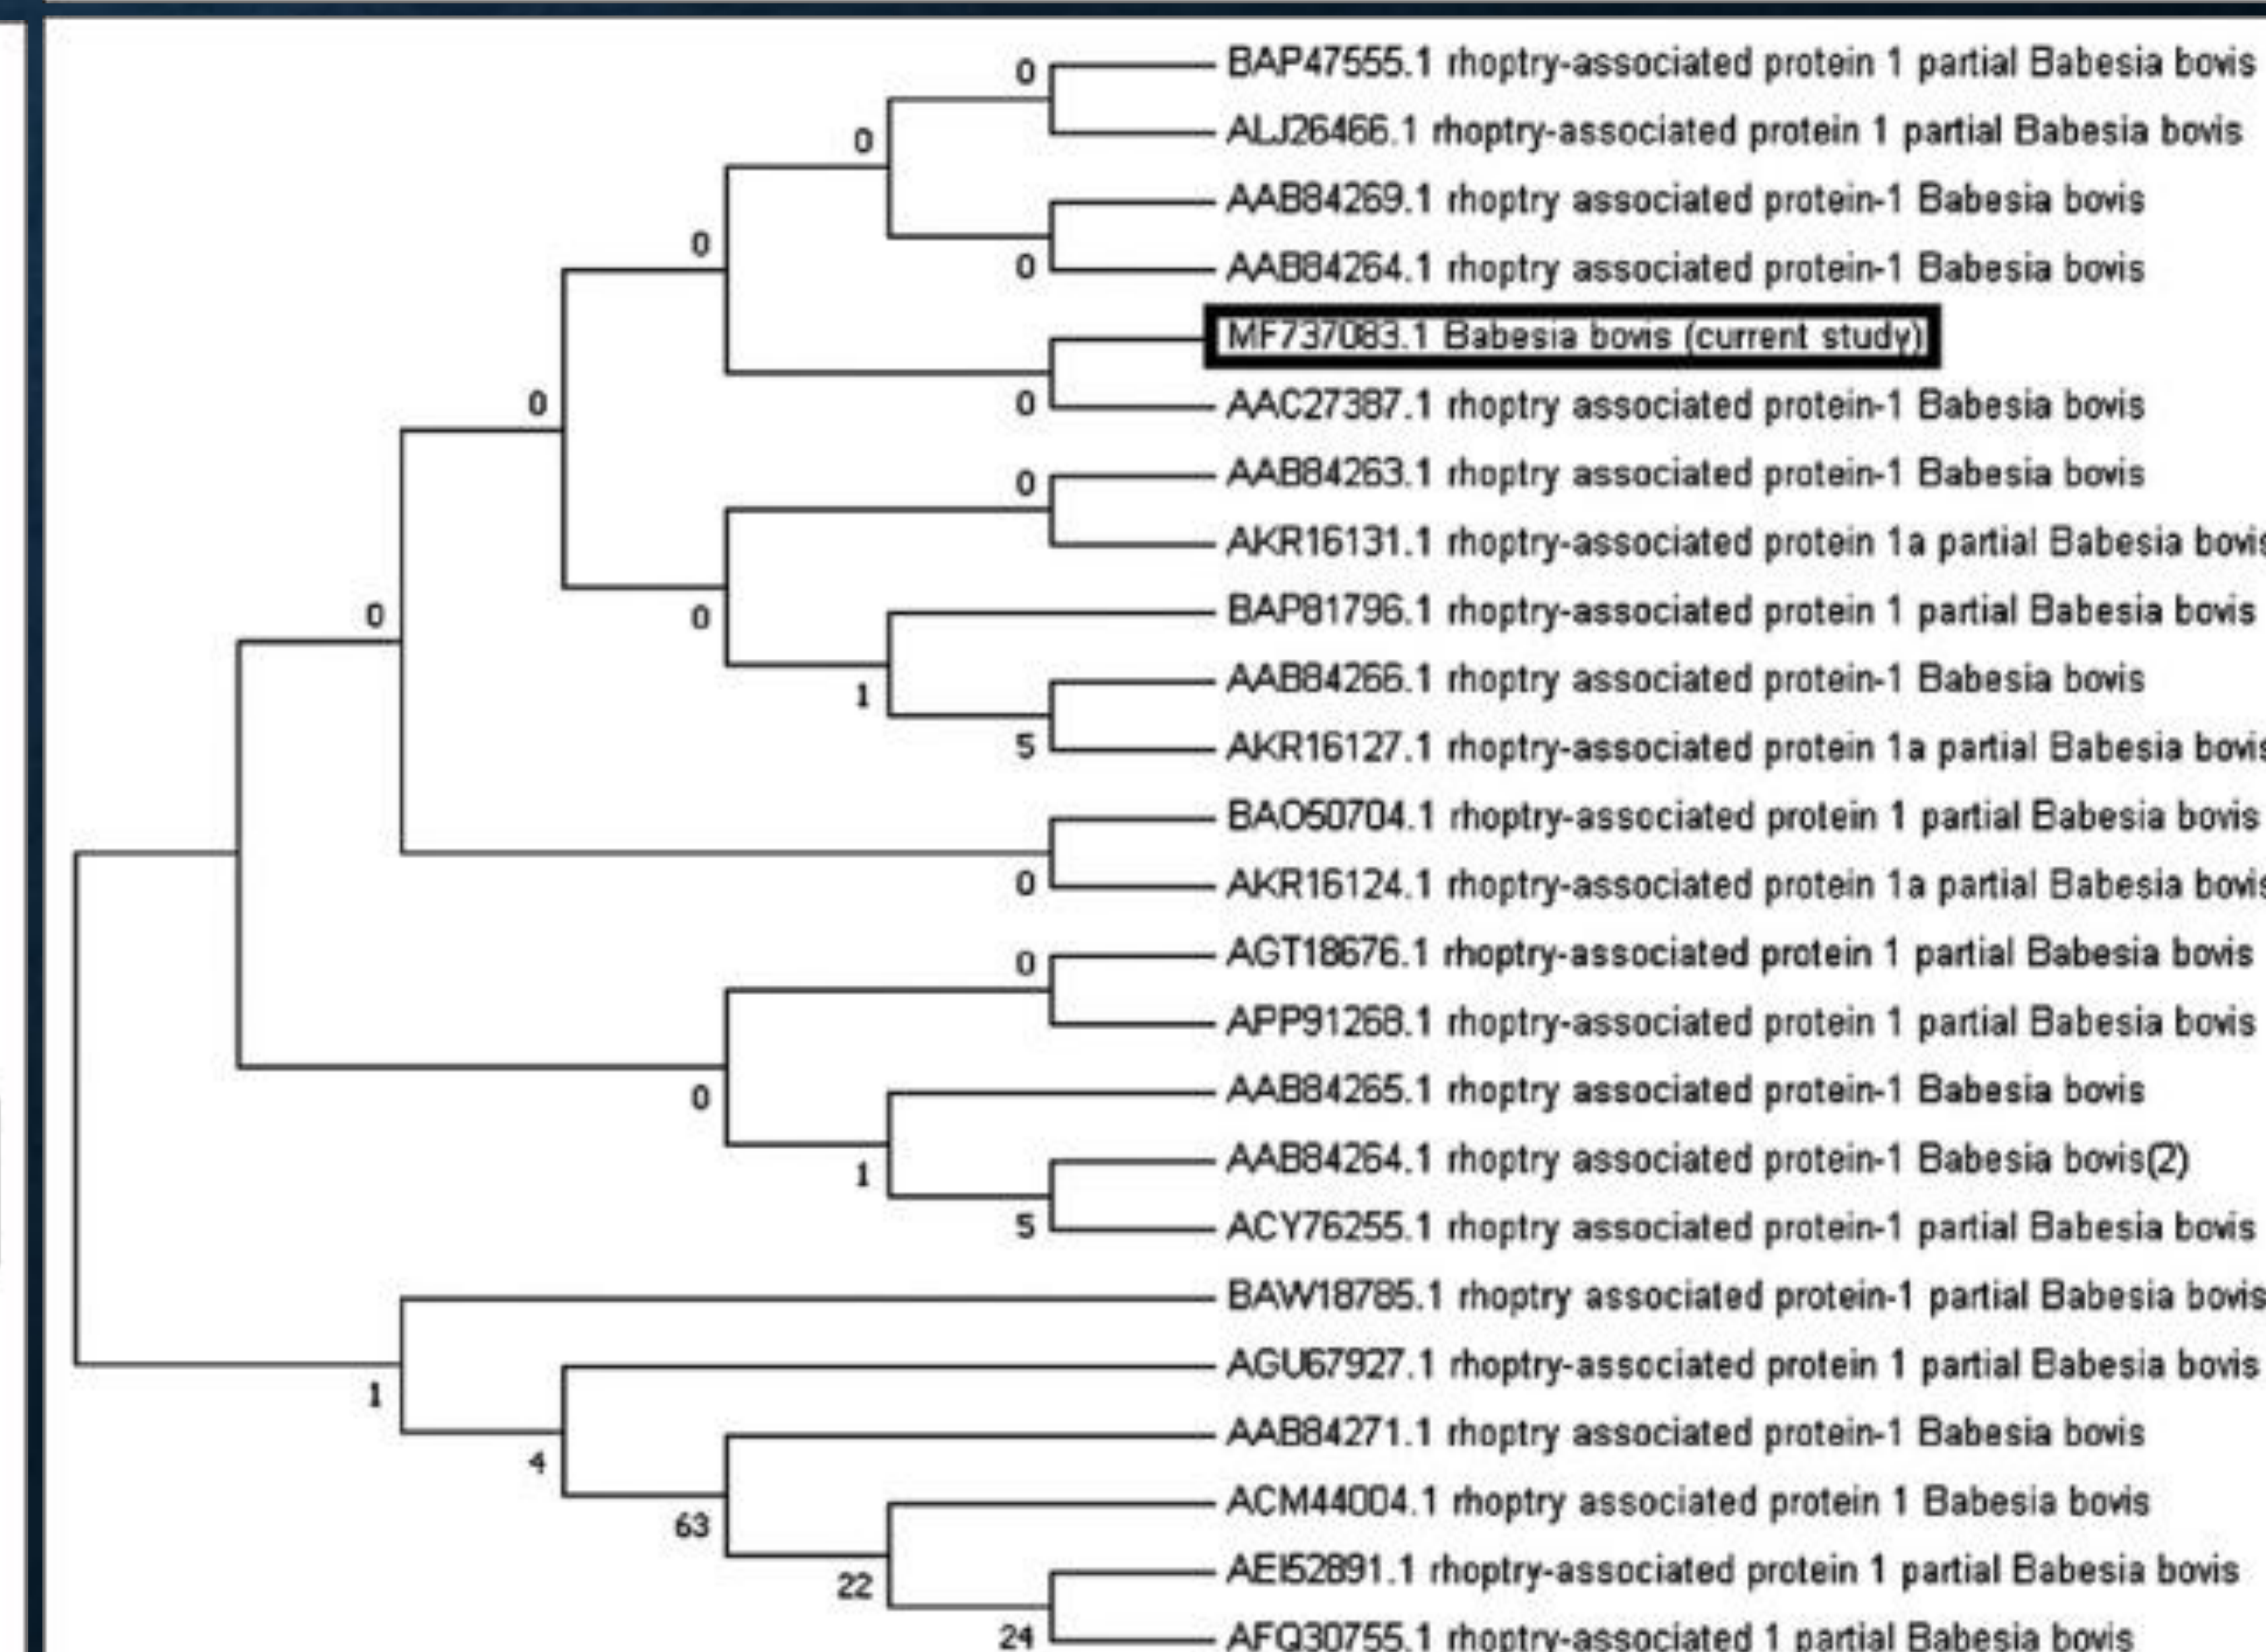 0
BAP47555.1 rhoptry-associated protein 1 partial Babesia bovis
0
ALJ26466.1 rhoptry-associated protein 1 partial Babesia bovis
AAB84269.1 rhoptry associated protein-1 Babesia bovis
0
0
AAB84264.1 rhoptry associated protein-1 Babesia bovis
MF737083.1 Babesia bovis (current study)
0
0
AAC27387.1 rhoptry associated protein-1 Babesia bovis
0
AAB84263.1 rhoptry associated protein-1 Babesia bovis
AKR16131.1 rhoptry-associated protein 1a partial Babesia bovis
0
0
BAP81796.1 rhoptry-associated protein 1 partial Babesia bovis
1
AAB84266.1 rhoptry associated protein-1 Babesia bovis
5
AKR16127.1 rhoptry-associated protein 1a partial Babesia bovis
BAO50704.1 rhoptry-associated protein 1 partial Babesia bovis
0
AKR16124.1 rhoptry-associated protein 1a partial Babesia bovis
0
AGT18676.1 rhoptry-associated protein 1 partial Babesia bovis
APP91268.1 rhoptry-associated protein 1 partial Babesia bovis
0
AAB84265.1 rhoptry associated protein-1 Babesia bovis
1
AAB84264.1 rhoptry associated protein-1 Babesia bovis(2)
5
ACY76255.1 rhoptry associated protein-1 partial Babesia bovis
BAW18785.1 rhoptry associated protein-1 partial Babesia bovis
1
AGU67927.1 rhoptry-associated protein 1 partial Babesia bovis
4
AAB84271.1 rhoptry associated protein-1 Babesia bovis
63
ACM44004.1 rhoptry associated protein 1 Babesia bovis
22
AEI52891.1 rhoptry-associated protein 1 partial Babesia bovis
24
AFQ30755.1 rhoptry-associated 1 partial Babesia bovis